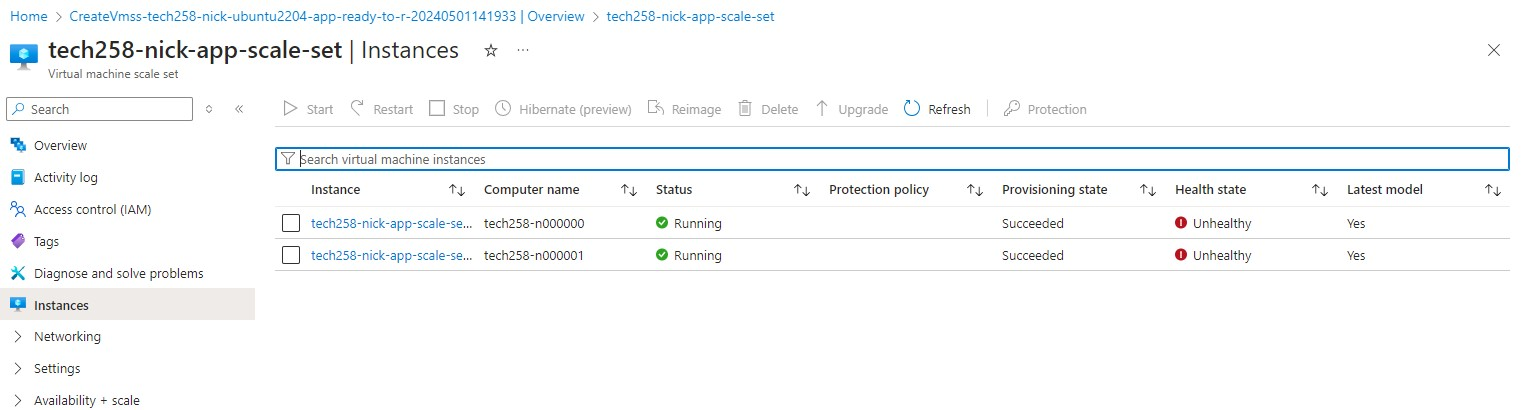 Home > CreateVmss-tech258-nick-ubuntu2204-app-ready-to-r-20240501141933 | Overview > tech258-nick-app-scale-set
tech258-nick-app-scale-set | Instances
Virtual machine scale set
Search
Start Restart Stop Hibernate (preview) Reimage Delete Upgrade Refresh Protection
Overview
Activity log
Access control (IAM)
Tags
Diagnose and solve problems
Instances
Networking
Settings
Availability + scale
Search virtual machine instances
Instance Computer name Status Protection policy Provisioning state Health state Latest model
tech258-nick-app-scale-se... tech258-n000000 Running Succeeded Unhealthy Yes
tech258-nick-app-scale-se... tech258-n000001 Running Succeeded Unhealthy Yes